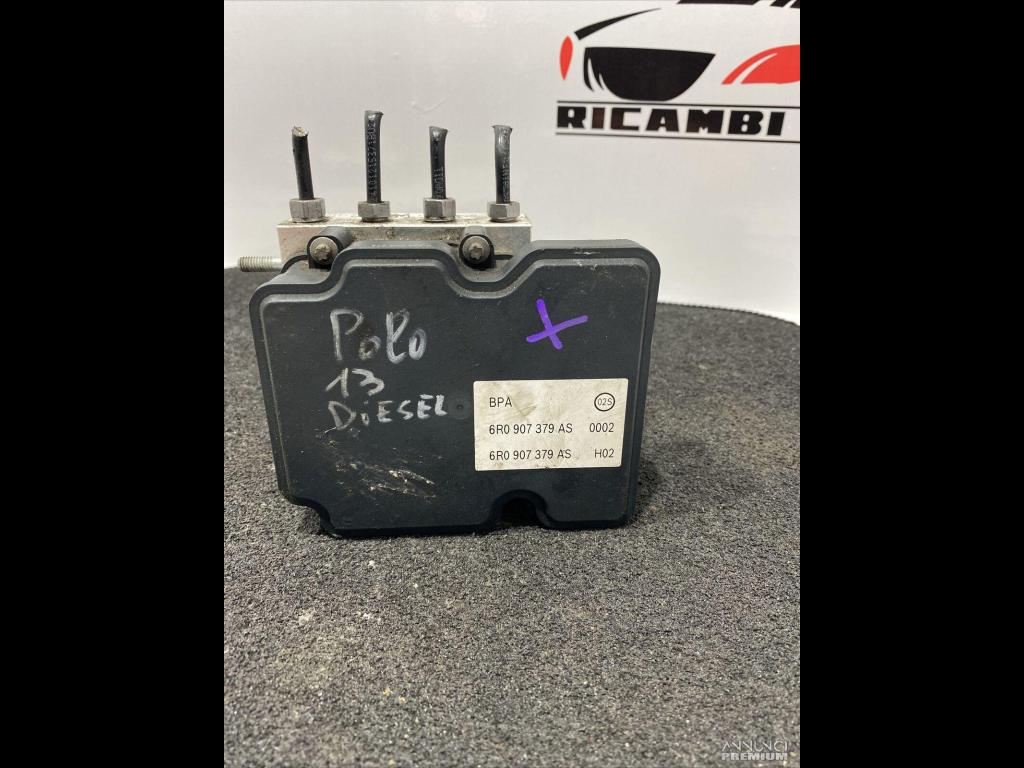 RICAMBI
Polo
13
DiESEL
BPA 02S
6R0 907 379 AS 0002
6R0 907 379 AS H02
ANNUNCI
PREMIUM